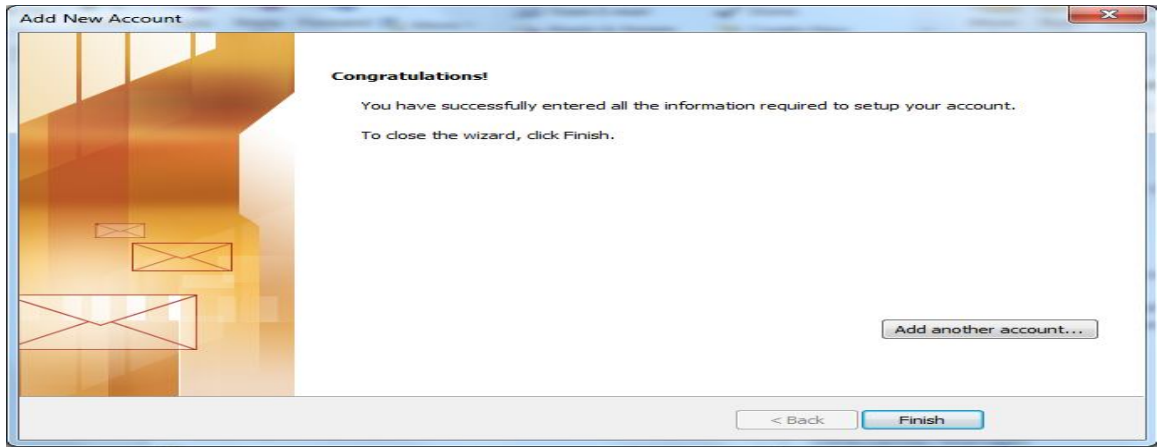 Add New Account
Congratulations!
You have successfully entered all the information required to setup your account.
To close the wizard, click Finish.
Add another account...
< Back
Finish